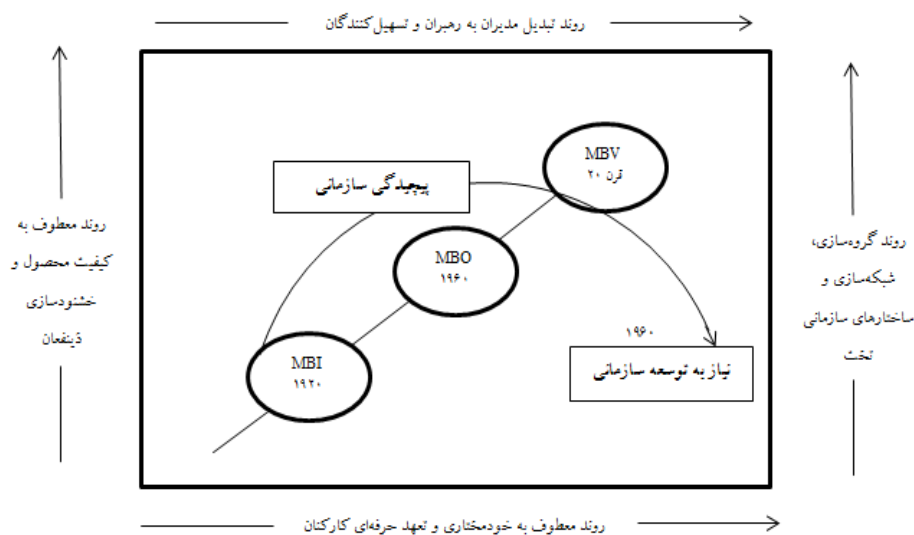 روند تبدیل مدیران به رهبران و تسهیل‌کنندگان
MBV
قرن ۲۰
پیچیدگی سازمانی
روند گروه‌سازی،
شبکه‌سازی و
ساختارهای سازمانی
تخت
روند معطوف به
کیفیت محصول و
خشنودسازی
ذینفعان
MBO
۱۹۶۰
۱۹۶۰
MBI
۱۹۲۰
نیاز به توسعه سازمانی
روند معطوف به خودمختاری و تعهد حرفه‌ای کارکنان